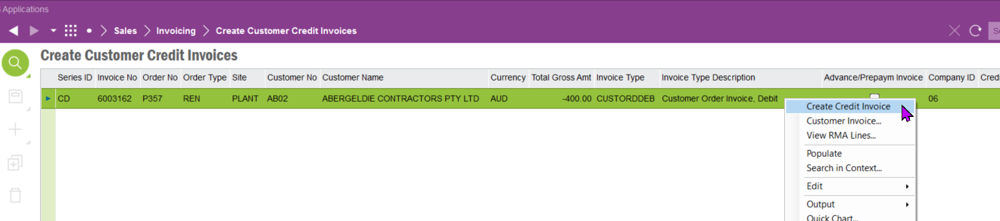 Applications
Sales Invoicing Create Customer Credit Invoices
Create Customer Credit Invoices
Series ID Invoice No Order No Order Type Site Customer No Customer Name Currency Total Gross Amt Invoice Type Invoice Type Description Advance/Prepaym Invoice Company ID Credi
CD 6003162 P357 REN PLANT AB02 ABERGELDIE CONTRACTORS PTY LTD AUD -400.00 CUSTORDDEB Customer Order Invoice, Debit 06
Create Credit Invoice
Customer Invoice...
View RMA Lines...
Populate
Search in Context...
Edit
Output
Quick Chart...